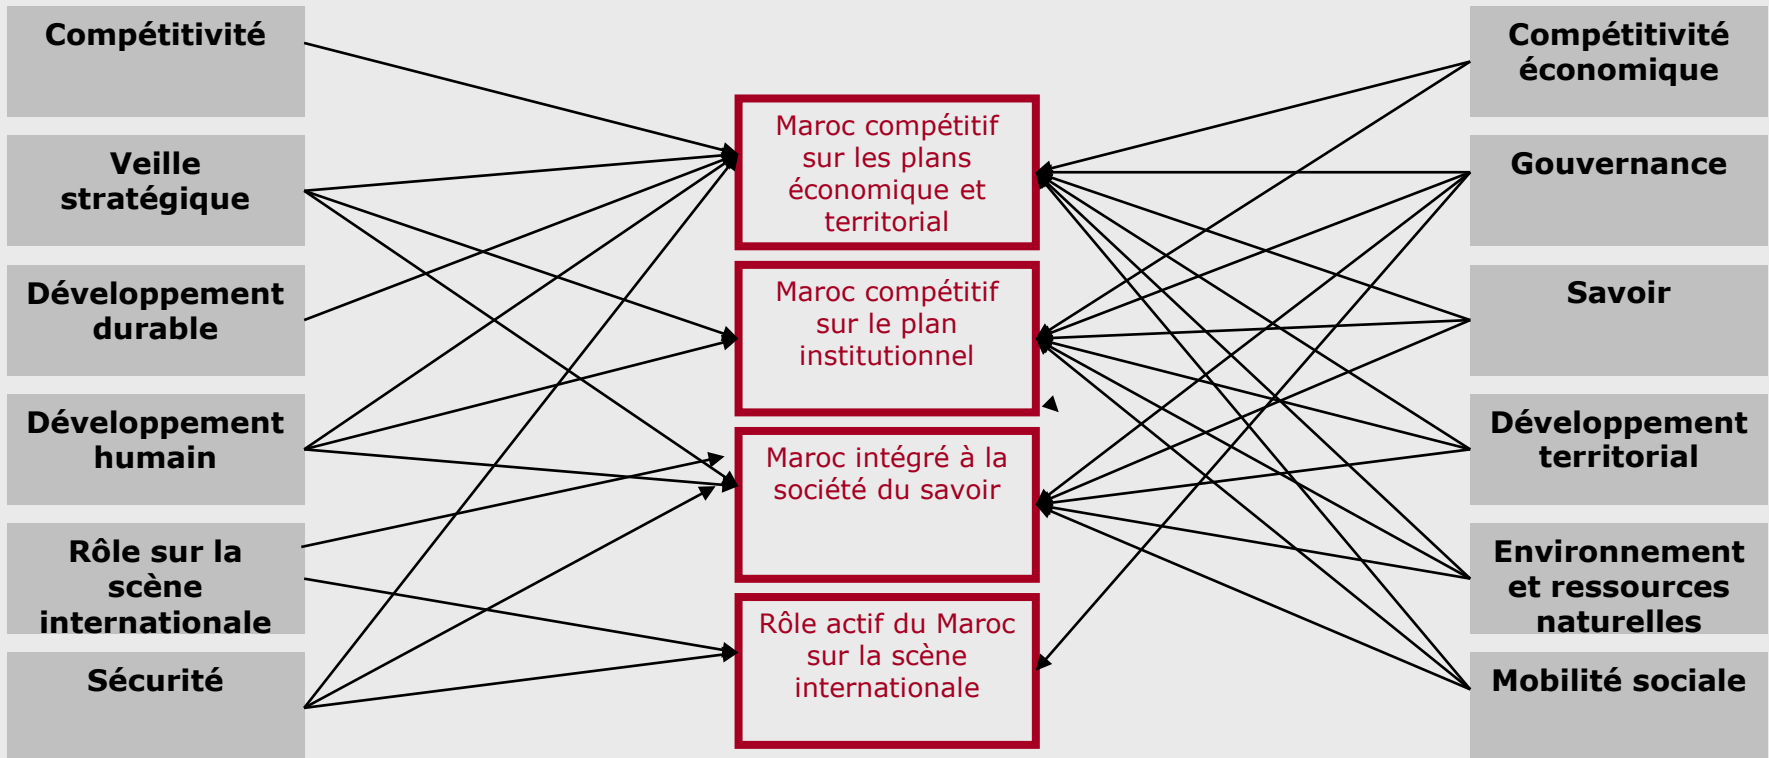 Compétitivité
Veille
stratégique
Développement
durable
Développement
humain
Rôle sur la
scène
internationale
Sécurité
Maroc compétitif
sur les plans
économique et
territorial
Maroc compétitif
sur le plan
institutionnel
Maroc intégré à la
société du savoir
Rôle actif du Maroc
sur la scène
internationale
Compétitivité
économique
Gouvernance
Savoir
Développement
territorial
Environnement
et ressources
naturelles
Mobilité sociale